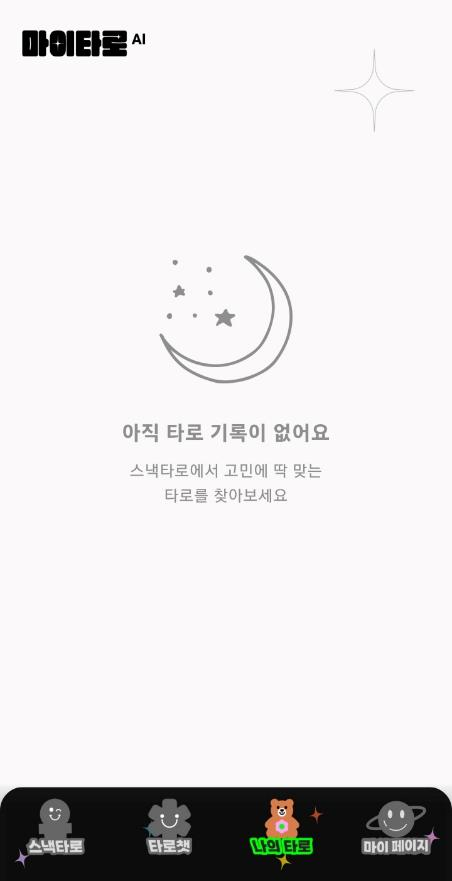 마이타로 AI
아직 타로 기록이 없어요
스낵타로에서 고민에 딱 맞는
타로를 찾아보세요
스낵타로
타로챗
나의 타로
마이 페이지